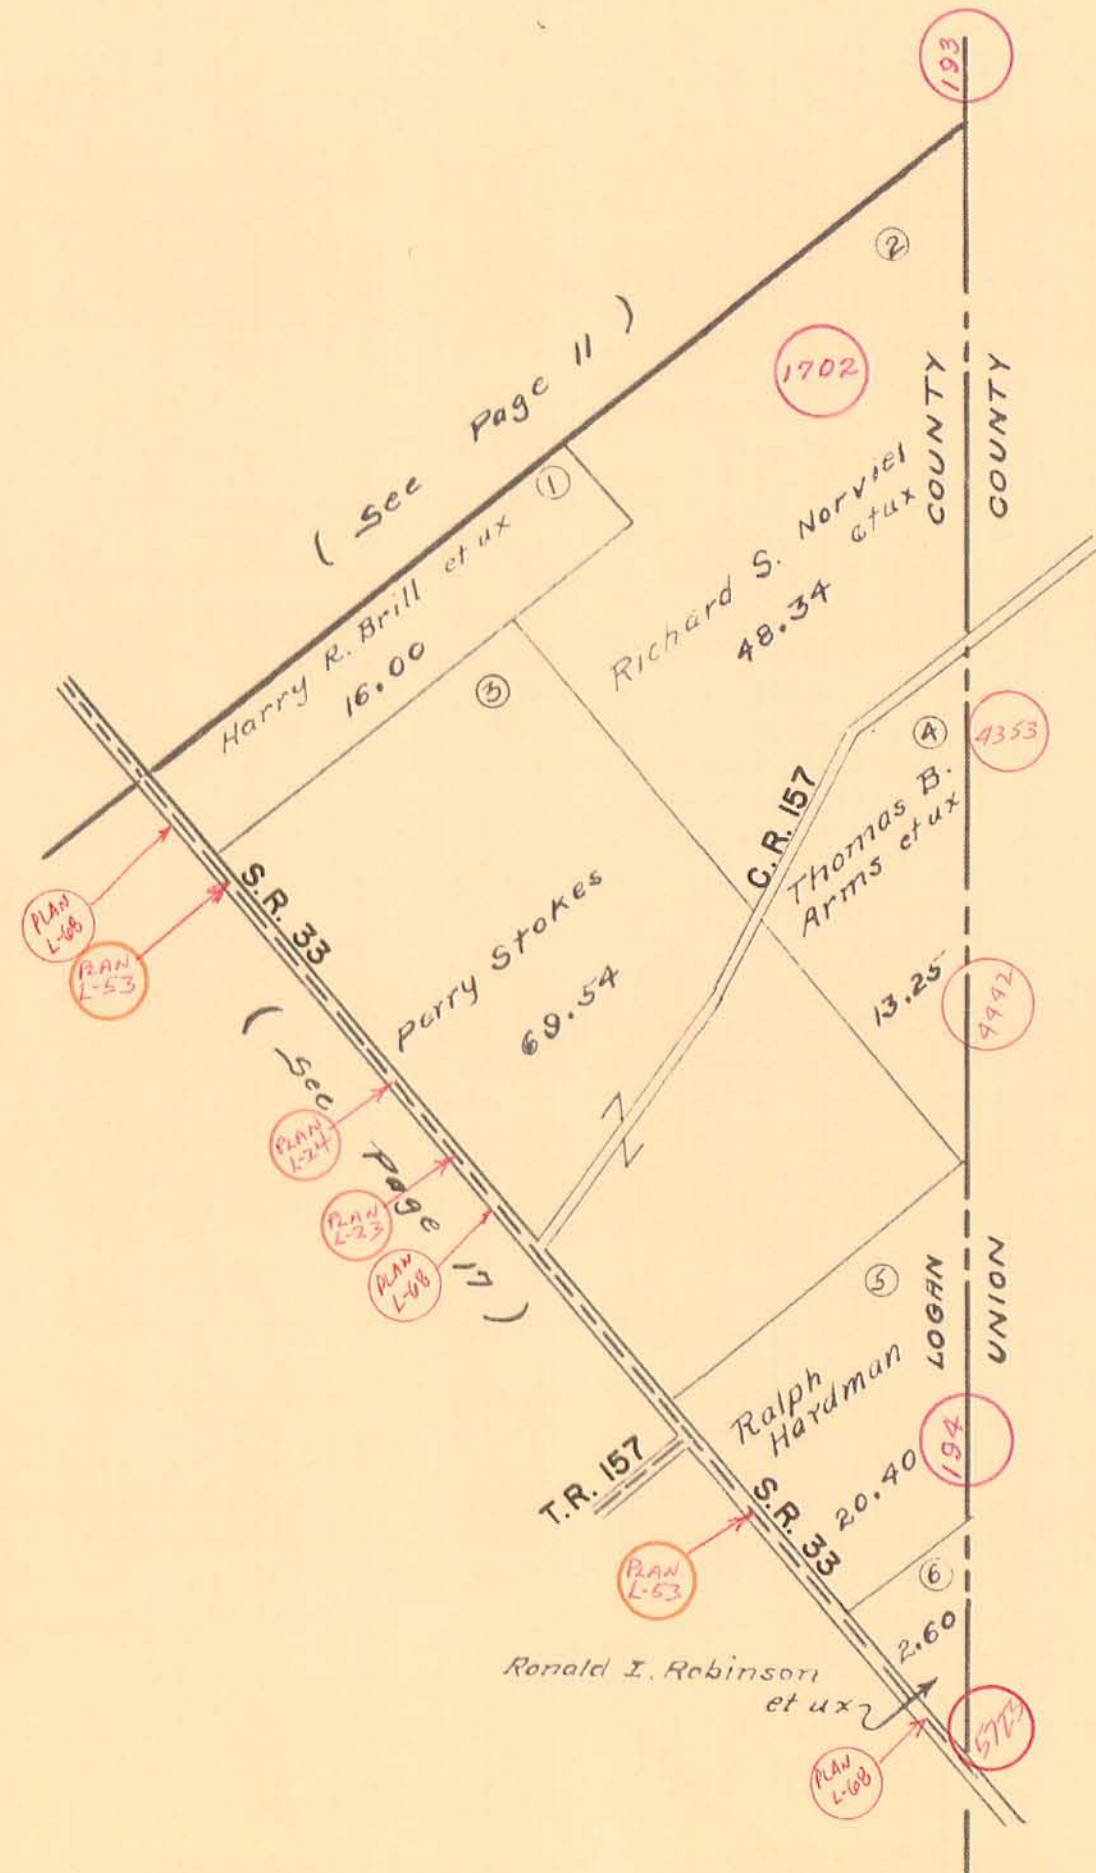 193
②
1702
( See Page 11 )
COUNTY
COUNTY
①
Harry R. Brill et ux
16.00
Richard S. Norviel
et ux
48.34
③
④
4353
C.R. 157
Thomas B.
Arms et ux
13.25
4442
S.R. 33
Perry Stokes
69.54
PLAN
L-68
PLAN
L-53
( See Page 17 )
PLAN
L-24
PLAN
L-23
PLAN
L-68
Z
⑤
LOGAN
UNION
Ralph
Hardman
20.40
194
T.R. 157
S.R. 33
PLAN
L-53
⑥
2.60
Ronald I. Robinson
et ux
PLAN
L-68